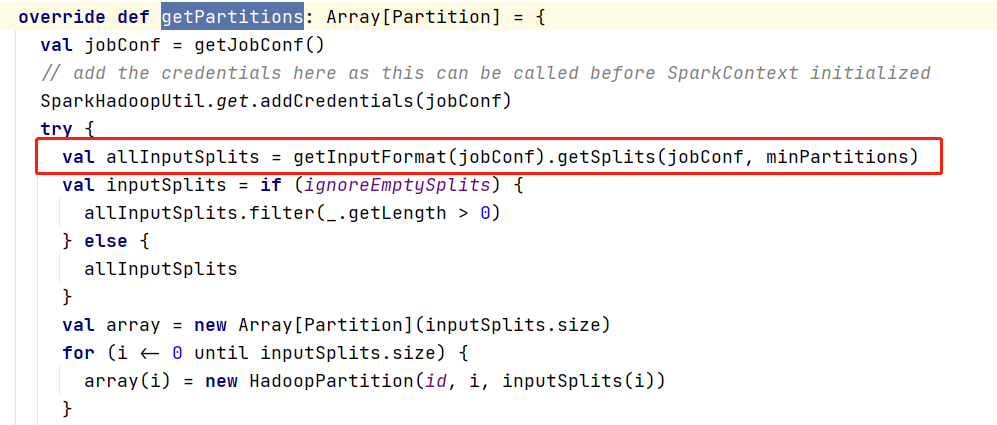 override def getPartitions: Array[Partition] = {
val jobConf = getJobConf()
// add the credentials here as this can be called before SparkContext initialized
SparkHadoopUtil.get.addCredentials(jobConf)
try {
val allInputSplits = getInputFormat(jobConf).getSplits(jobConf, minPartitions)
val inputSplits = if (ignoreEmptySplits) {
allInputSplits.filter(_.getLength > 0)
} else {
allInputSplits
}
val array = new Array[Partition](inputSplits.size)
for (i ← 0 until inputSplits.size) {
array(i) = new HadoopPartition(id, i, inputSplits(i))
}